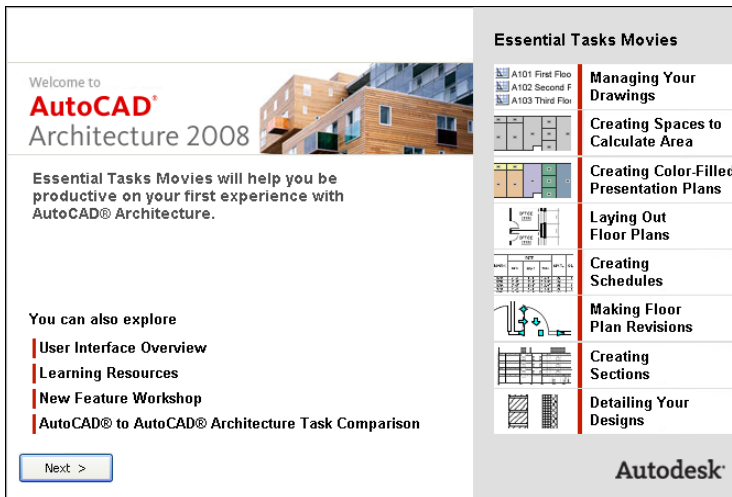 Welcome to
AutoCAD®
Architecture 2008
Essential Tasks Movies will help you be
productive on your first experience with
AutoCAD® Architecture.
You can also explore
User Interface Overview
Learning Resources
New Feature Workshop
AutoCAD® to AutoCAD® Architecture Task Comparison
Next >
Essential Tasks Movies
A101 First Floo
A102 Second F
A103 Third Floo
Managing Your
Drawings
Creating Spaces to
Calculate Area
Creating Color-Filled
Presentation Plans
OFFICE
OFFICE
Laying Out
Floor Plans
Creating
Schedules
Making Floor
Plan Revisions
Creating
Sections
Detailing Your
Designs
Autodesk